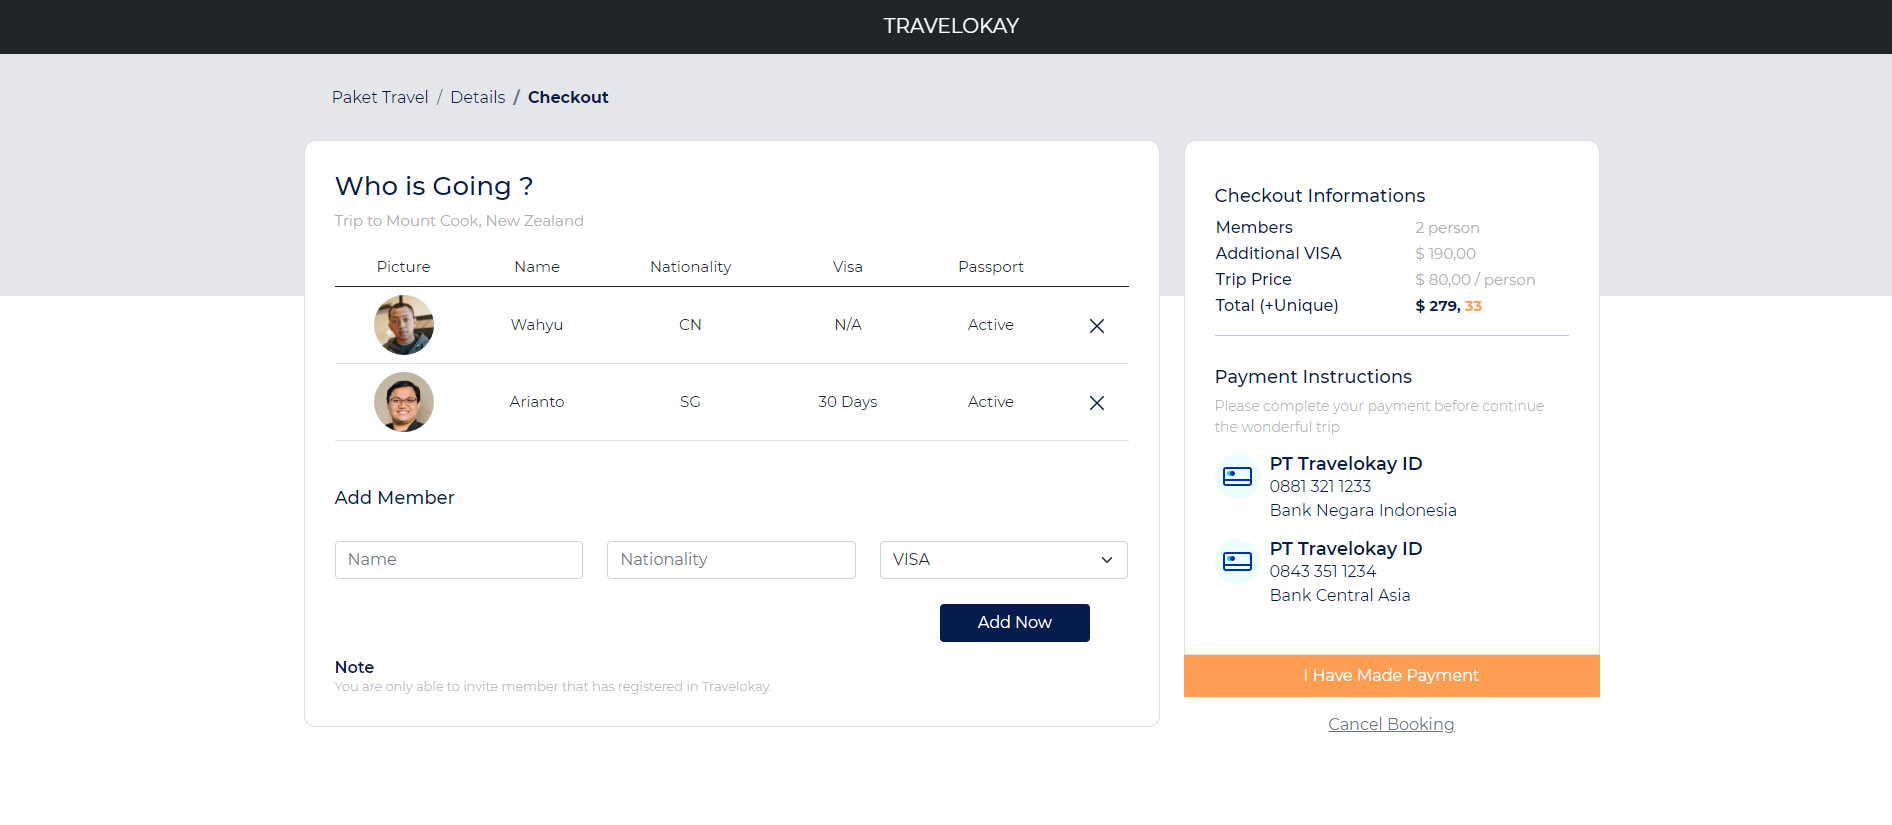 TRAVELOKAY
Paket Travel / Details / Checkout
Who is Going ?
Trip to Mount Cook, New Zealand
Picture Name Nationality Visa Passport
Wahyu CN N/A Active
Arianto SG 30 Days Active
Add Member
Name Nationality VISA
Add Now
Note
You are only able to invite member that has registered in Travelokay.
Checkout Informations
Members 2 person
Additional VISA $ 190,00
Trip Price $ 80,00 / person
Total (+Unique) $ 279, 33
Payment Instructions
Please complete your payment before continue
the wonderful trip
PT Travelokay ID
0881 321 1233
Bank Negara Indonesia
PT Travelokay ID
0843 351 1234
Bank Central Asia
I Have Made Payment
Cancel Booking